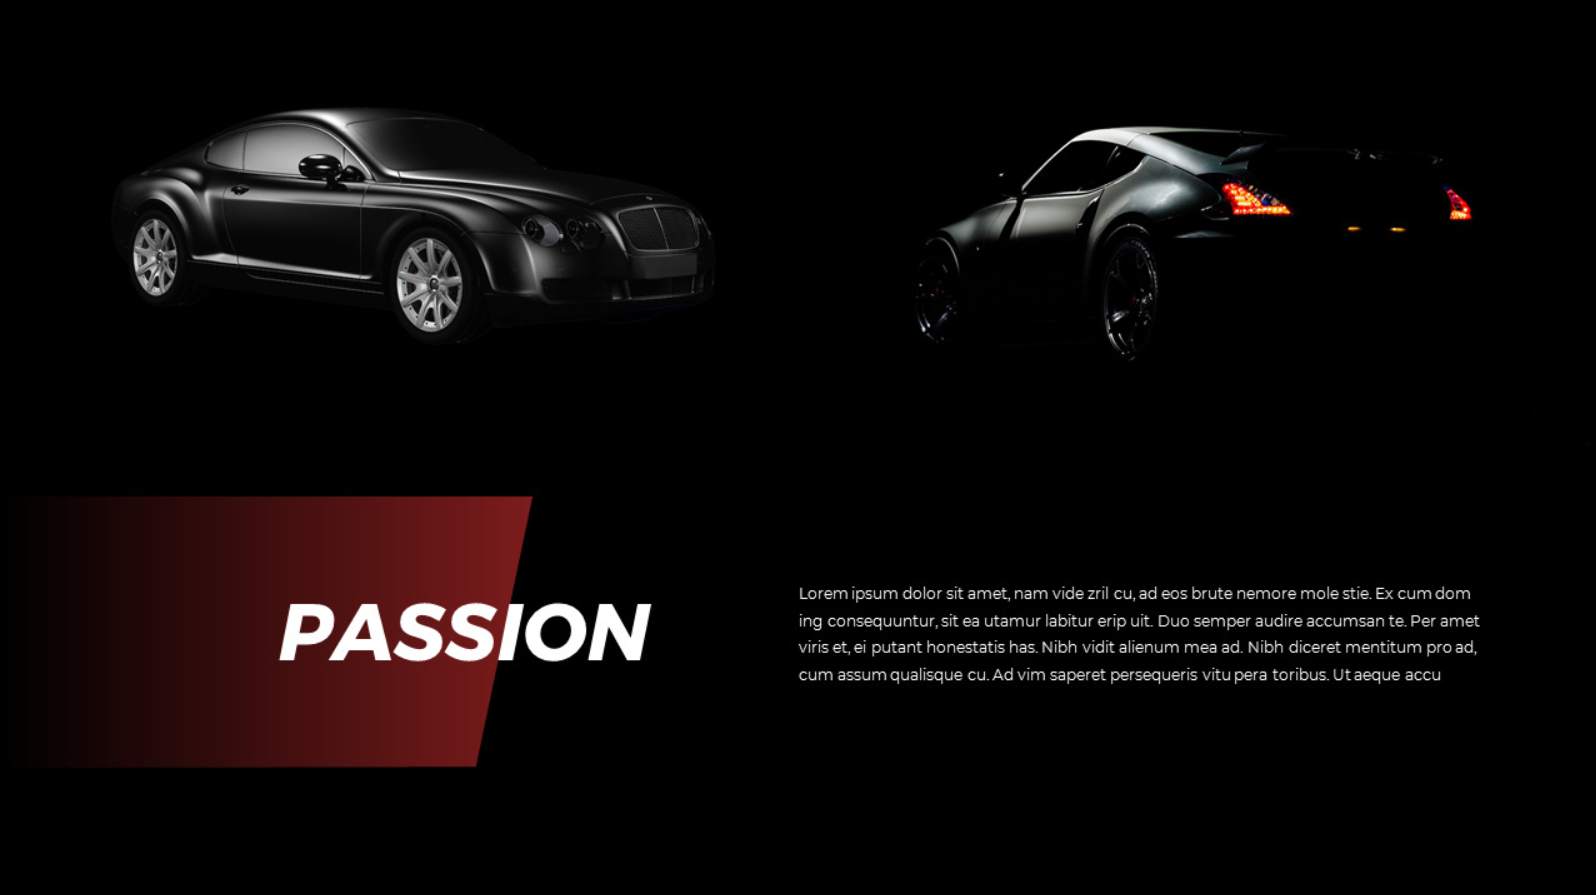 PASSION
Lorem ipsum dolor sit amet, nam vide zril cu, ad eos brute nemore mole stie. Ex cum dom
ing consequuntur, sit ea utamur labitur erip uit. Duo semper audire accumsan te. Per amet
viris et, ei putant honestatis has. Nibh vidit alienum mea ad. Nibh diceret mentitum pro ad,
cum assum qualisque cu. Ad vim saperet persequeris vitu pera toribus. Ut aeque accu